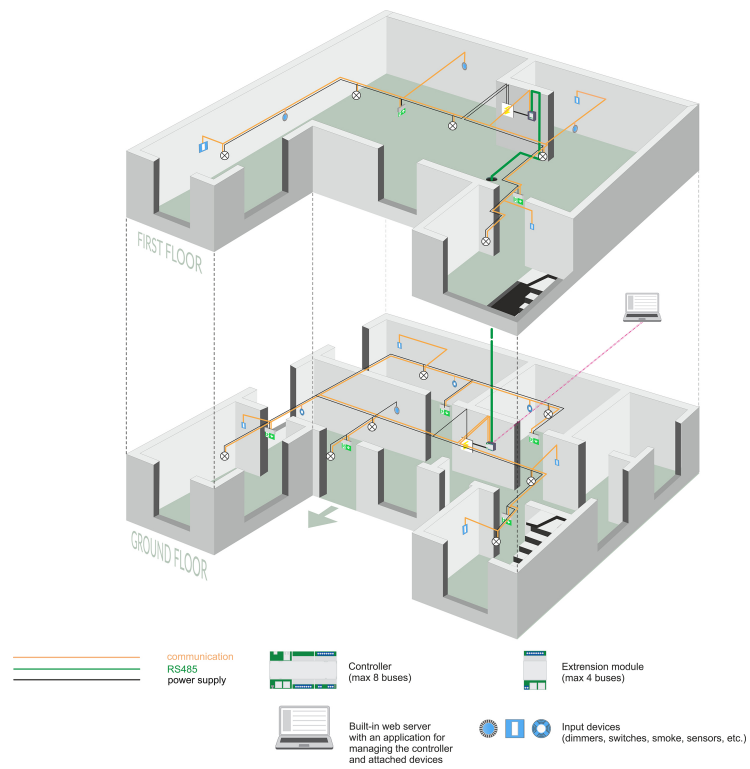 FIRST FLOOR
GROUND FLOOR
communication
RS485
power supply
Controller
(max 8 buses)
Extrension module
(max 4 buses)
Built-in web server
with an application for
managing the controller
and attached devices
Input devices
(dimmers, switches, smoke, sensors, etc.)